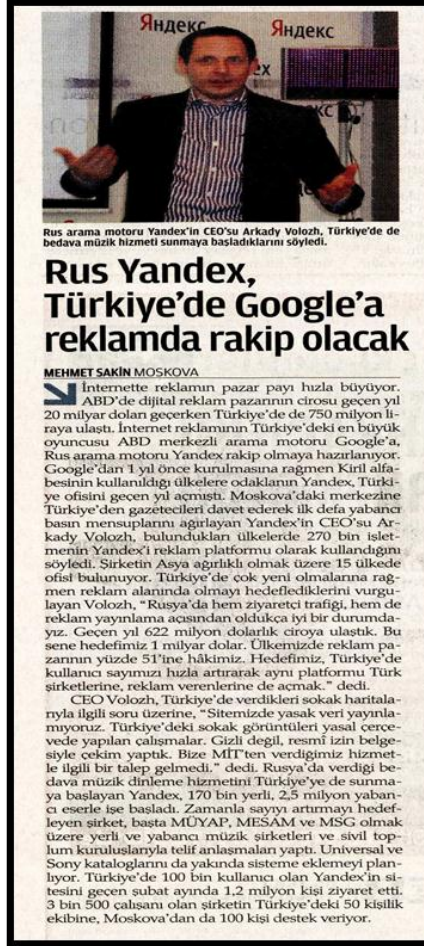 Яндекс
Яндекс
Яндекс
Rus arama motoru Yandex'in CEO'su Arkady Volozh, Türkiye'de de
bedava müzik hizmeti sunmaya başladıklarını söyledi.
Rus Yandex,
Türkiye'de Google'a
reklamda rakip olacak
MEHMET SAKİN MOSKOVA
İnternette reklamın pazar payı hızla büyüyor.
ABD'de dijital reklam pazarının cirosu geçen yıl
20 milyar doları geçerken Türkiye'de de 750 milyon li-
raya ulaştı. İnternet reklamının Türkiye'deki en büyük
oyuncusu ABD merkezli arama motoru Google'a,
Rus arama motoru Yandex rakip olmaya hazırlanıyor.
Google'dan 1 yıl önce kurulmasına rağmen Kiril alfa-
besinin kullanıldığı ülkelere odaklanın Yandex, Türki-
ye ofisini geçen yıl açmıştı. Moskova'daki merkezine
Türkiye'den gazetecileri davet ederek ilk defa yabancı
basın mensuplarını ağırlayan Yandex'in CEO'su Ar-
kady Volozh, bulundukları ülkelerde 270 bin işlet-
menin Yandex'i reklam platformu olarak kullandığını
söyledi. Şirketin Asya ağırlıklı olmak üzere 15 ülkede
ofisi bulunuyor. Türkiye'de çok yeni olmalarına rağ-
men reklam alanında olmayı hedeflediklerini vurgu-
layan Volozh, "Rusya'da hem ziyaretçi trafiği, hem de
reklam yayınlama açısından oldukça iyi bir durumda-
yız. Geçen yıl 622 milyon dolarlık ciroya ulaştık. Bu
sene hedefimiz 1 milyar dolar. Ülkemizde reklam pa-
zarının yüzde 51'ine hâkimiz. Hedefimiz, Türkiye'de
kullanıcı sayımızı hızla artırarak aynı platformu Türk
şirketlerine, reklam verenlerine de açmak." dedi.
CEO Volozh, Türkiye'de verdikleri sokak haritala-
rıyla ilgili soru üzerine, "Sitemizde yasak veri yayınla-
mıyoruz. Türkiye'deki sokak görüntüleri yasal çerçe-
vede yapılan çalışmalar. Gizli değil, resmî izin belge-
siyle çekim yaptık. Bize MİT'ten verdiğimiz hizmet-
le ilgili bir talep gelmedi." dedi. Rusya'da verdiği be-
dava müzik dinleme hizmetini Türkiye'ye de sunma-
ya başlayan Yandex, 170 bin yerli, 2,5 milyon yaban-
cı eserle işe başladı. Zamanla sayıyı artırmayı hedef-
leyen şirket, başta MÜYAP, MESAM ve MSG olmak
üzere yerli ve yabancı müzik şirketleri ve sivil top-
lum kuruluşlarıyla telif anlaşmaları yaptı. Universal ve
Sony kataloglarını da yakında sisteme eklemeyi plan-
lıyor. Türkiye'de 100 bin kullanıcı olan Yandex'in si-
tesini geçen şubat ayında 1,2 milyon kişi ziyaret etti.
3 bin 500 çalışanı olan şirketin Türkiye'deki 50 kişilik
ekibine, Moskova'dan da 100 kişi destek veriyor.